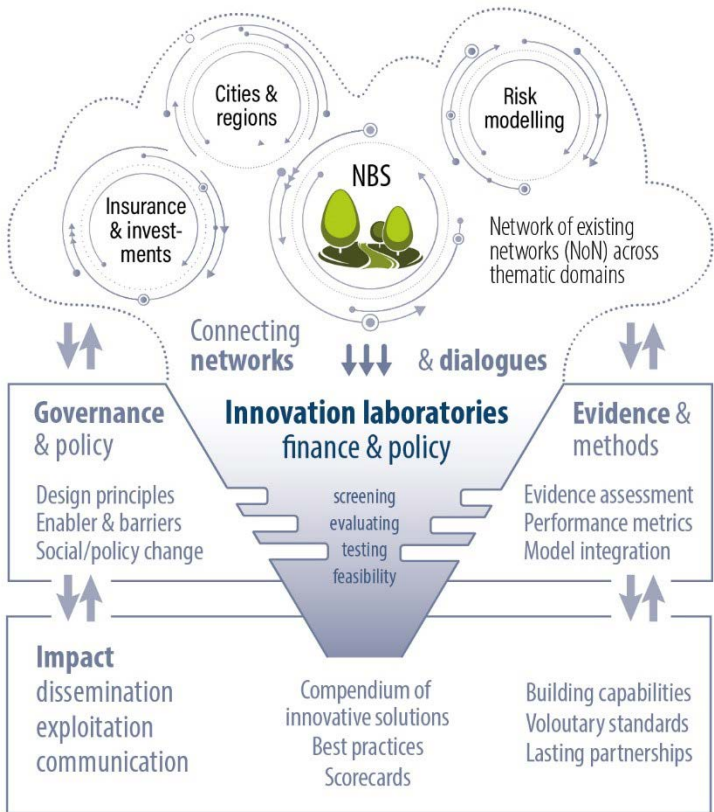 Cities &
regions
Risk
modelling
NBS
Insurance
& invest-
ments
Network of existing
networks (NoN) across
thematic domains
Connecting
networks
& dialogues
Governance
& policy
Design principles
Enabler & barriers
Social/policy change
Innovation laboratories
finance & policy
screening
evaluating
testing
feasibility
Evidence &
methods
Evidence assessment
Performance metrics
Model integration
Impact
dissemination
exploitation
communication
Compendium of
innovative solutions
Best practices
Scorecards
Building capabilities
Voloutary standards
Lasting partnerships